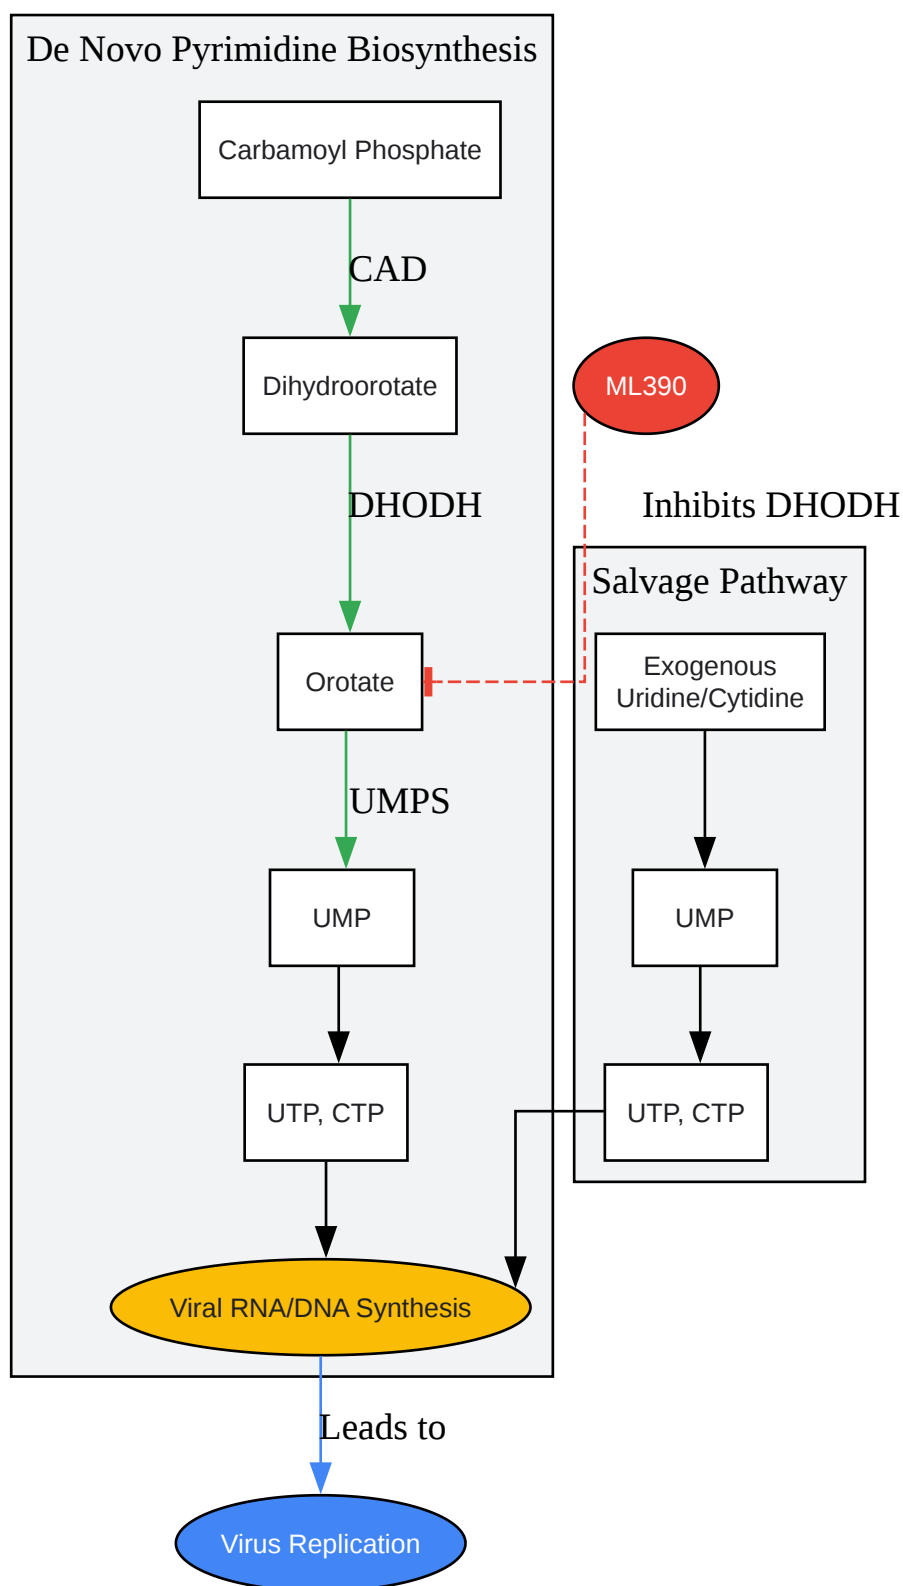 De Novo Pyrimidine Biosynthesis
Carbamoyl Phosphate
CAD
Dihydroorotate
ML390
DHODH
Inhibits DHODH
Salvage Pathway
Orotate
Exogenous
Uridine/Cytidine
UMPS
UMP
UMP
UTP, CTP
UTP, CTP
Viral RNA/DNA Synthesis
Leads to
Virus Replication